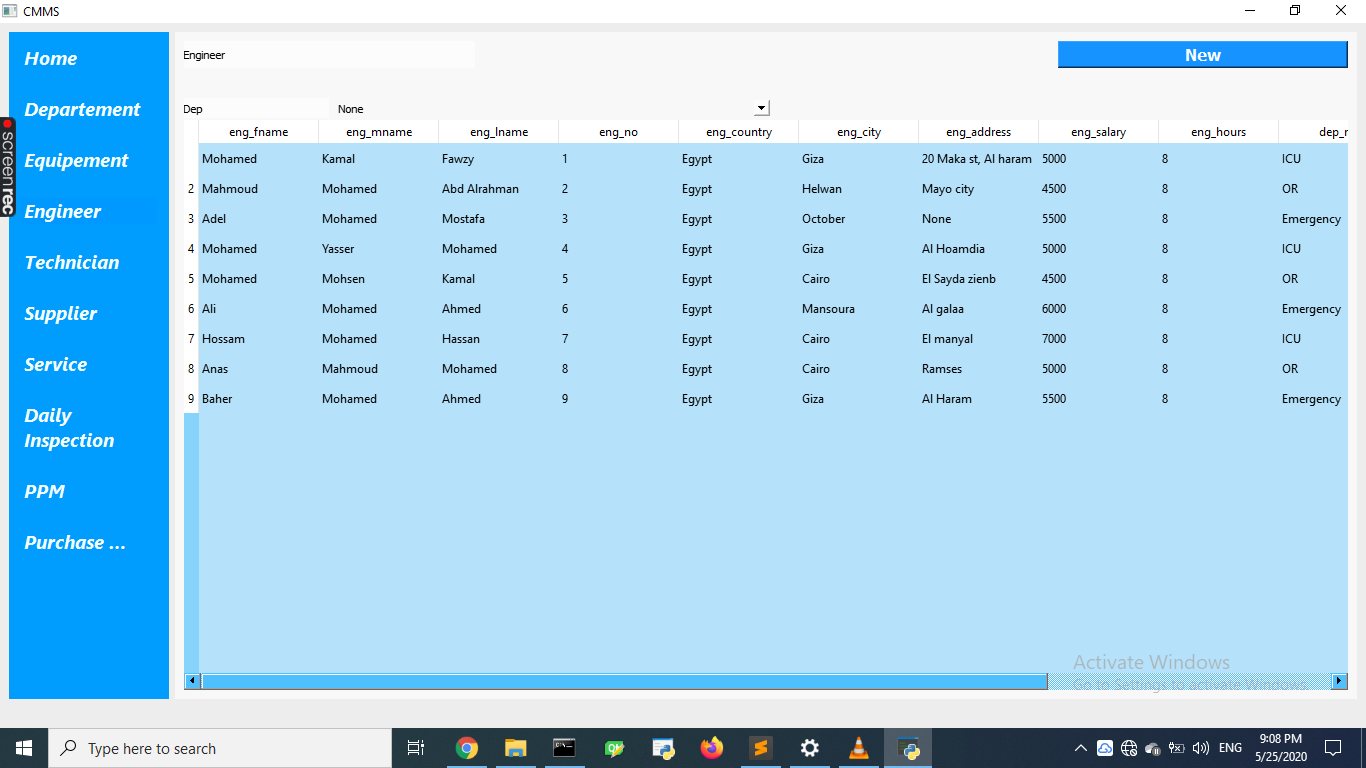 CMMS
Home
Departement
Equipement
Engineer
Technician
Supplier
Service
Daily
Inspection
PPM
Purchase ...
screenrec
Engineer
New
Dep None
eng_fname eng_mname eng_lname eng_no eng_country eng_city eng_address eng_salary eng_hours dep_r
Mohamed Kamal Fawzy 1 Egypt Giza 20 Maka st, Al haram 5000 8 ICU
2 Mahmoud Mohamed Abd Alrahman 2 Egypt Helwan Mayo city 4500 8 OR
3 Adel Mohamed Mostafa 3 Egypt October None 5500 8 Emergency
4 Mohamed Yasser Mohamed 4 Egypt Giza Al Hoamdia 5000 8 ICU
5 Mohamed Mohsen Kamal 5 Egypt Cairo El Sayda zienb 4500 8 OR
6 Ali Mohamed Ahmed 6 Egypt Mansoura Al galaa 6000 8 Emergency
7 Hossam Mohamed Hassan 7 Egypt Cairo El manyal 7000 8 ICU
8 Anas Mahmoud Mohamed 8 Egypt Cairo Ramses 5000 8 OR
9 Baher Mohamed Ahmed 9 Egypt Giza Al Haram 5500 8 Emergency
Activate Windows
Go to Settings to activate Windows.
Type here to search
ENG
9:08 PM
5/25/2020